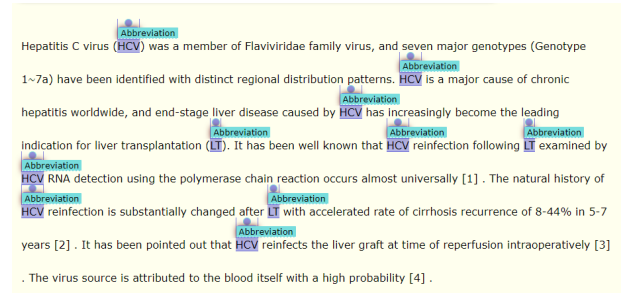 Abbreviation
Hepatitis C virus (HCV) was a member of Flaviviridae family virus, and seven major genotypes (Genotype
Abbreviation
1~7a) have been identified with distinct regional distribution patterns. HCV is a major cause of chronic
Abbreviation
hepatitis worldwide, and end-stage liver disease caused by HCV has increasingly become the leading
Abbreviation Abbreviation Abbreviation
indication for liver transplantation (LT). It has been well known that HCV reinfection following LT examined by
Abbreviation
HCV RNA detection using the polymerase chain reaction occurs almost universally [1] . The natural history of
Abbreviation Abbreviation
HCV reinfection is substantially changed after LT with accelerated rate of cirrhosis recurrence of 8-44% in 5-7
Abbreviation
years [2] . It has been pointed out that HCV reinfects the liver graft at time of reperfusion intraoperatively [3]
. The virus source is attributed to the blood itself with a high probability [4] .